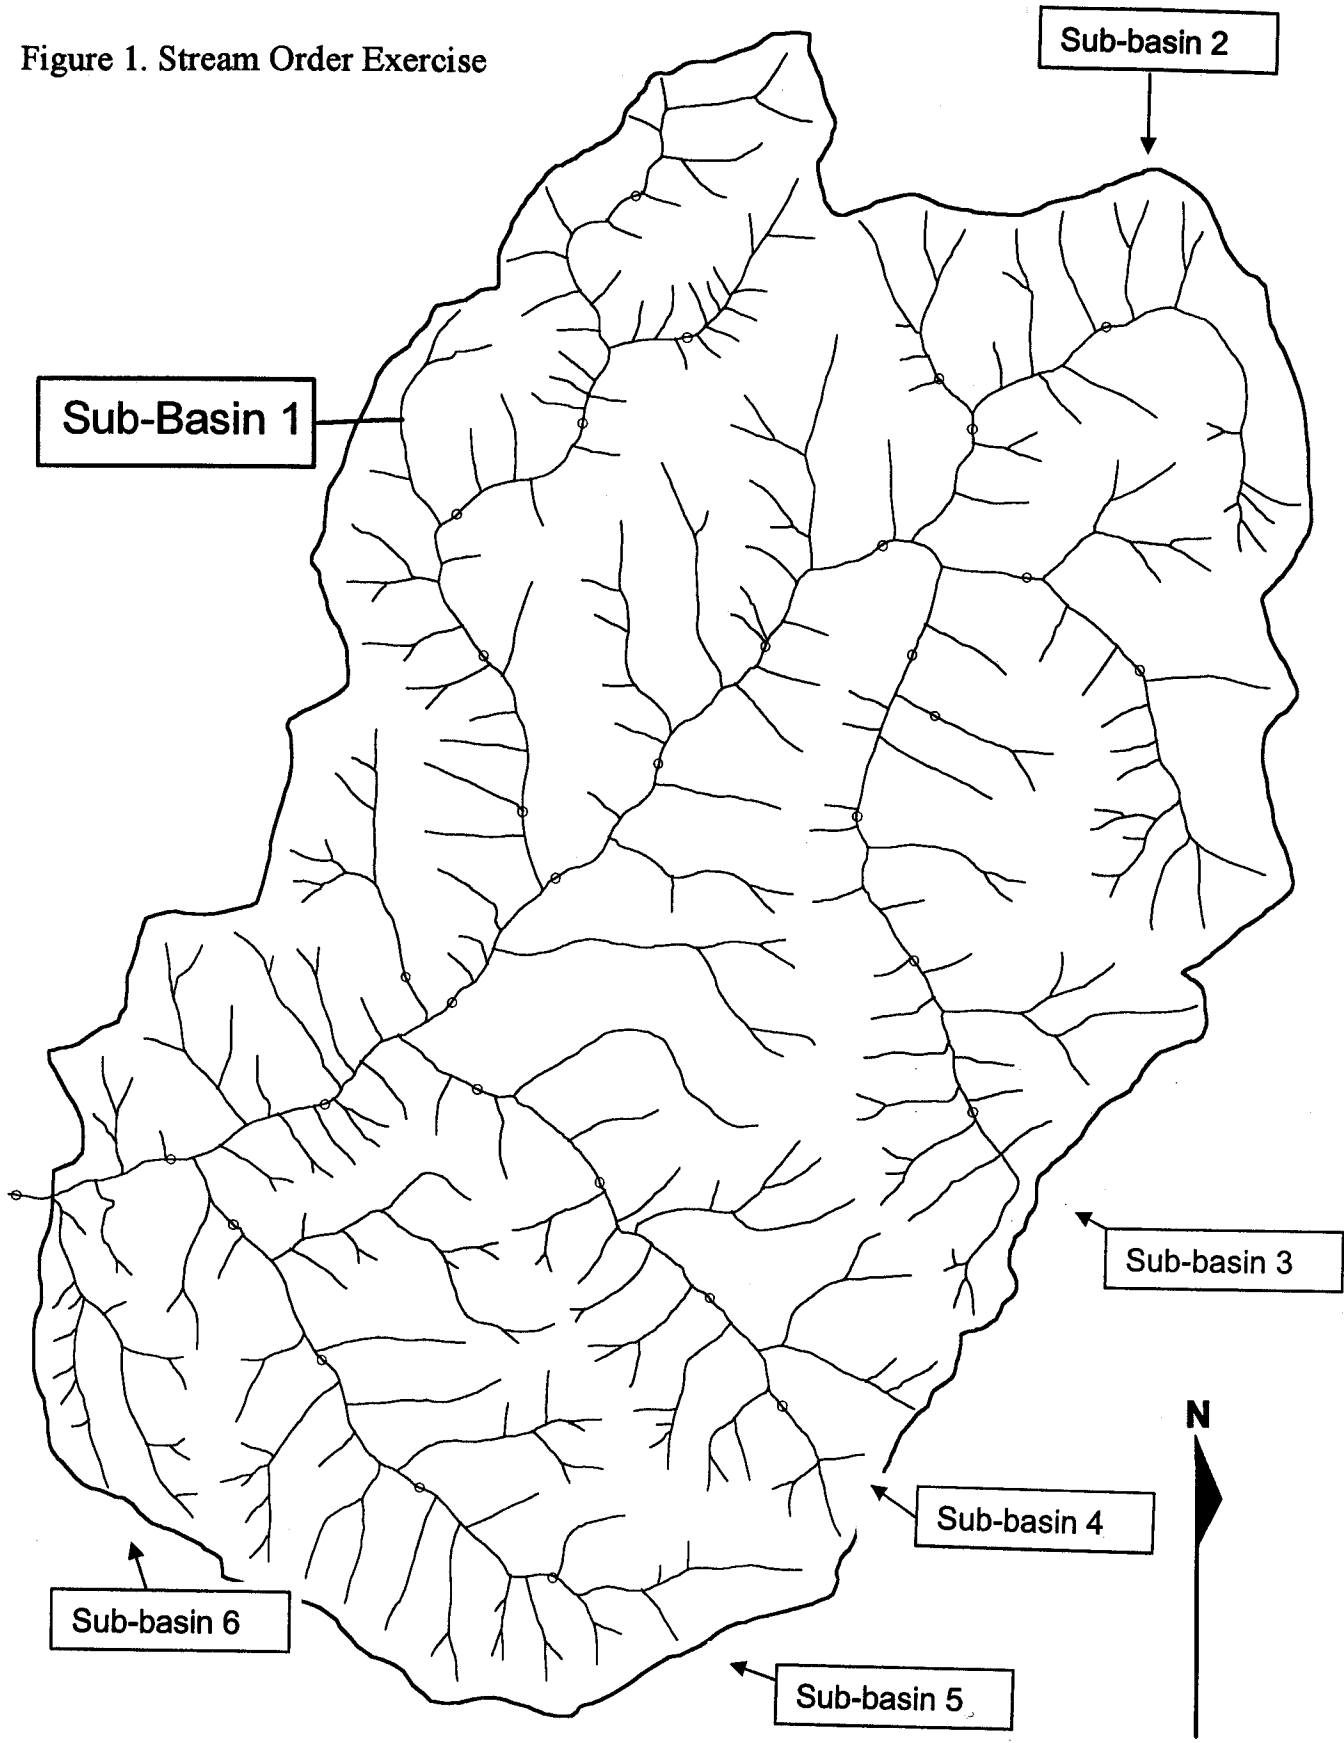 Figure 1. Stream Order Exercise
Sub-basin 2
Sub-Basin 1
Sub-basin 3
N
Sub-basin 4
Sub-basin 6
Sub-basin 5